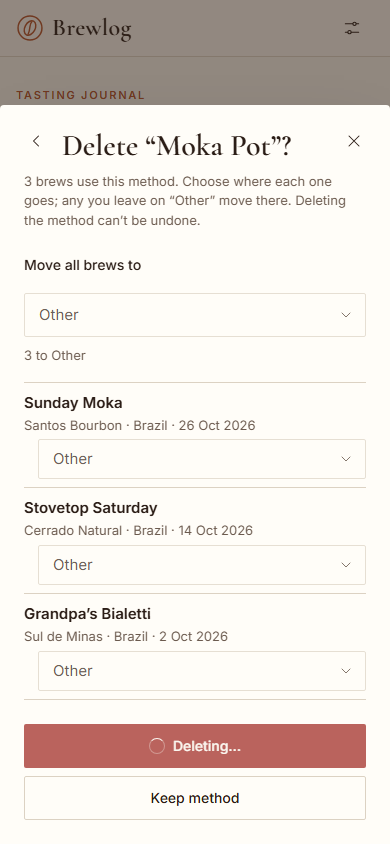 Brewlog
TASTING JOURNAL
Delete “Moka Pot”?
3 brews use this method. Choose where each one
goes; any you leave on “Other” move there. Deleting
the method can’t be undone.
Move all brews to
Other
3 to Other
Sunday Moka
Santos Bourbon · Brazil · 26 Oct 2026
Other
Stovetop Saturday
Cerrado Natural · Brazil · 14 Oct 2026
Other
Grandpa’s Bialetti
Sul de Minas · Brazil · 2 Oct 2026
Other
Deleting…
Keep method